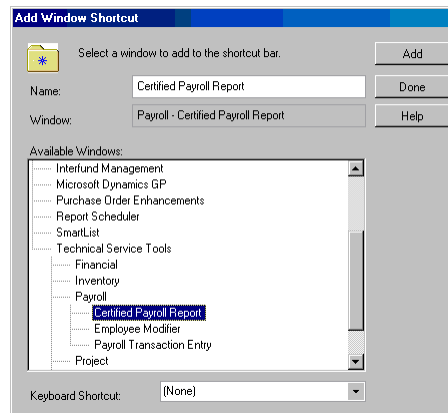 Add Window Shortcut
Select a window to add to the shortcut bar.
Add
Name:
Certified Payroll Report
Done
Window:
Payroll - Certified Payroll Report
Help
Available Windows:
Interfund Management
Microsoft Dynamics GP
Purchase Order Enhancements
Report Scheduler
SmartList
Technical Service Tools
Financial
Inventory
Payroll
Certified Payroll Report
Employee Modifier
Payroll Transaction Entry
Project
Keyboard Shortcut:
(None)